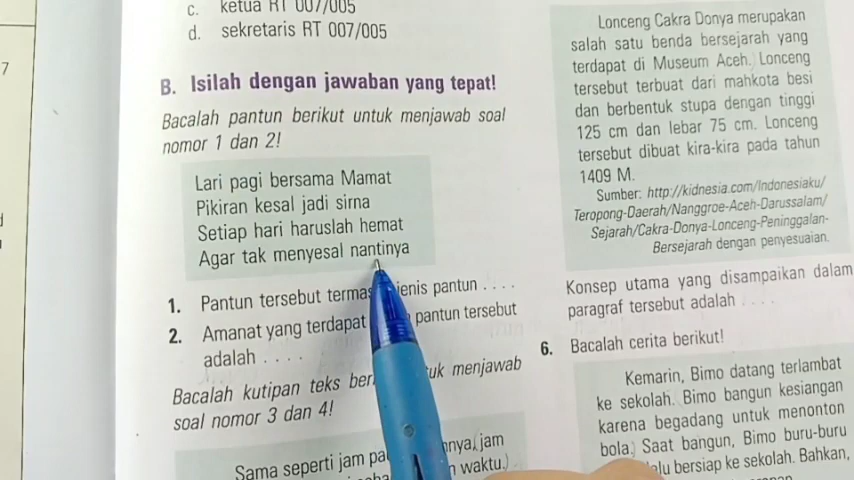 7
c. ketua RT 007/005
d. sekretaris RT 007/005
B. Isilah dengan jawaban yang tepat!
Bacalah pantun berikut untuk menjawab soal
nomor 1 dan 2!
Lari pagi bersama Mamat
Pikiran kesal jadi sirna
Setiap hari haruslah hemat
Agar tak menyesal nantinya
1. Pantun tersebut termas jenis pantun . . . .
2. Amanat yang terdapat pantun tersebut
adalah . . . .
Bacalah kutipan teks ber tuk menjawab
soal nomor 3 dan 4!
Sama seperti jam pa nnya, jam
n waktu.
Lonceng Cakra Donya merupakan
salah satu benda bersejarah yang
terdapat di Museum Aceh. Lonceng
tersebut terbuat dari mahkota besi
dan berbentuk stupa dengan tinggi
125 cm dan lebar 75 cm. Lonceng
tersebut dibuat kira-kira pada tahun
1409 M.
Sumber: http://kidnesia.com/Indonesiaku/
Teropong-Daerah/Nanggroe-Aceh-Darussalam/
Sejarah/Cakra-Donya-Lonceng-Peninggalan-
Bersejarah dengan penyesuaian.
Konsep utama yang disampaikan dalam
paragraf tersebut adalah . . . .
6. Bacalah cerita berikut!
Kemarin, Bimo datang terlambat
ke sekolah. Bimo bangun kesiangan
karena begadang untuk menonton
bola. Saat bangun, Bimo buru-buru
alu bersiap ke sekolah. Bahkan,